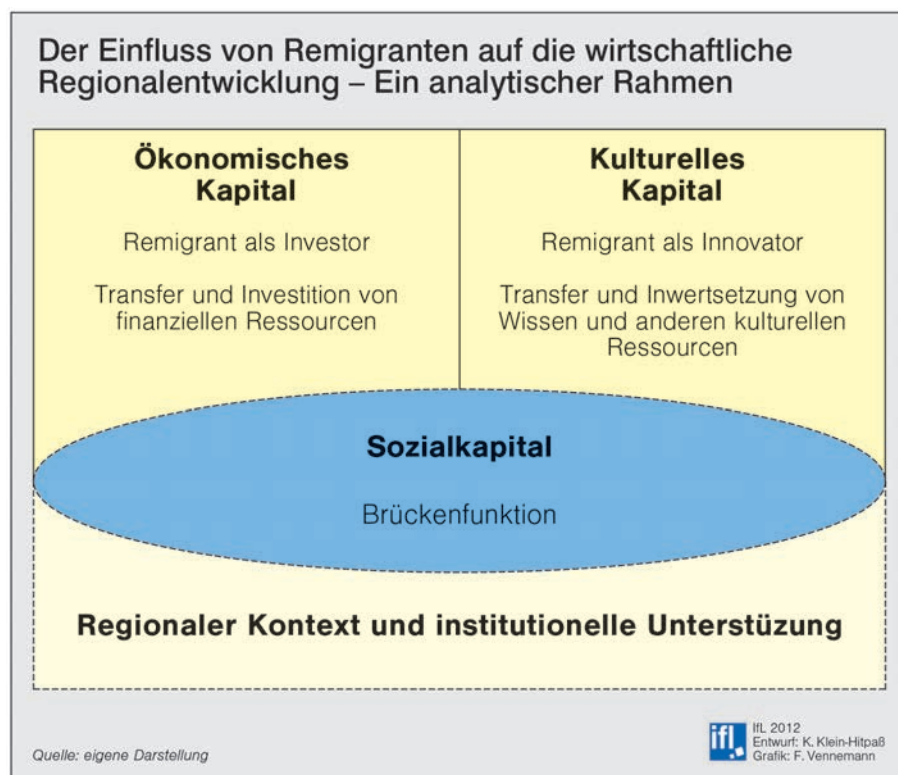 Der Einfluss von Remigranten auf die wirtschaftliche
Regionalentwicklung – Ein analytischer Rahmen
Ökonomisches
Kapital
Remigrant als Investor
Transfer und Investition von
finanziellen Ressourcen
Kulturelles
Kapital
Remigrant als Innovator
Transfer und Inwertsetzung von
Wissen und anderen kulturellen
Ressourcen
Sozialkapital
Brückenfunktion
Regionaler Kontext und institutionelle Unterstüzung
Quelle: eigene Darstellung
ifl.
IfL 2012
Entwurf: K. Klein-Hitpaß
Grafik: F. Vennemann